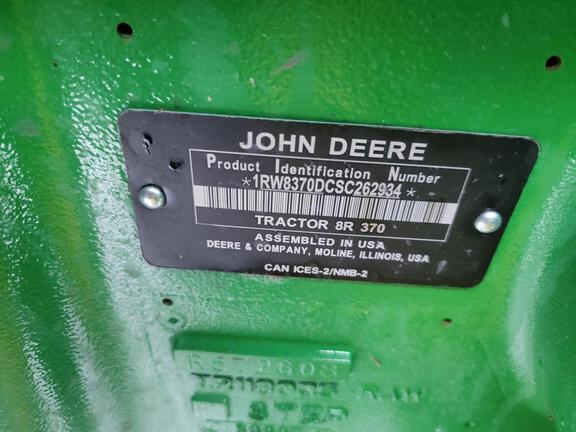 JOHN DEERE
Product Identification Number
*1RW8370DCSC262934*
TRACTOR 8R 370
ASSEMBLED IN USA
DEERE & COMPANY, MOLINE, ILLINOIS, USA
CAN ICES-2/NMB-2